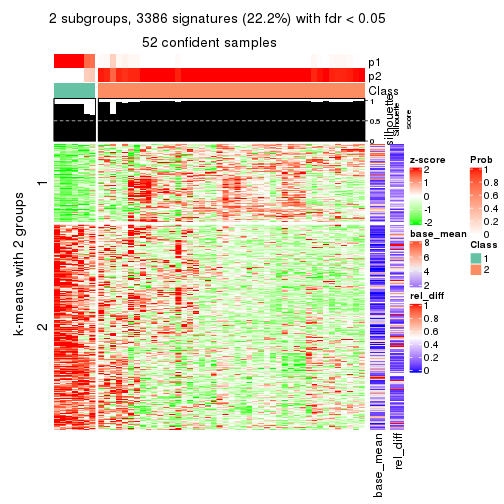 2 subgroups, 3386 signatures (22.2%) with fdr < 0.05
52 confident samples
p1
p2
Class
1
0.5
0
silhouette
Silhouette
score
k-means with 2 groups
1
2
base_mean
rel_diff
z-score
2
1
0
-1
-2
base_mean
8
6
4
2
rel_diff
1
0.8
0.6
0.4
0.2
0
Prob
1
0.8
0.6
0.4
0.2
0
Class
1
2